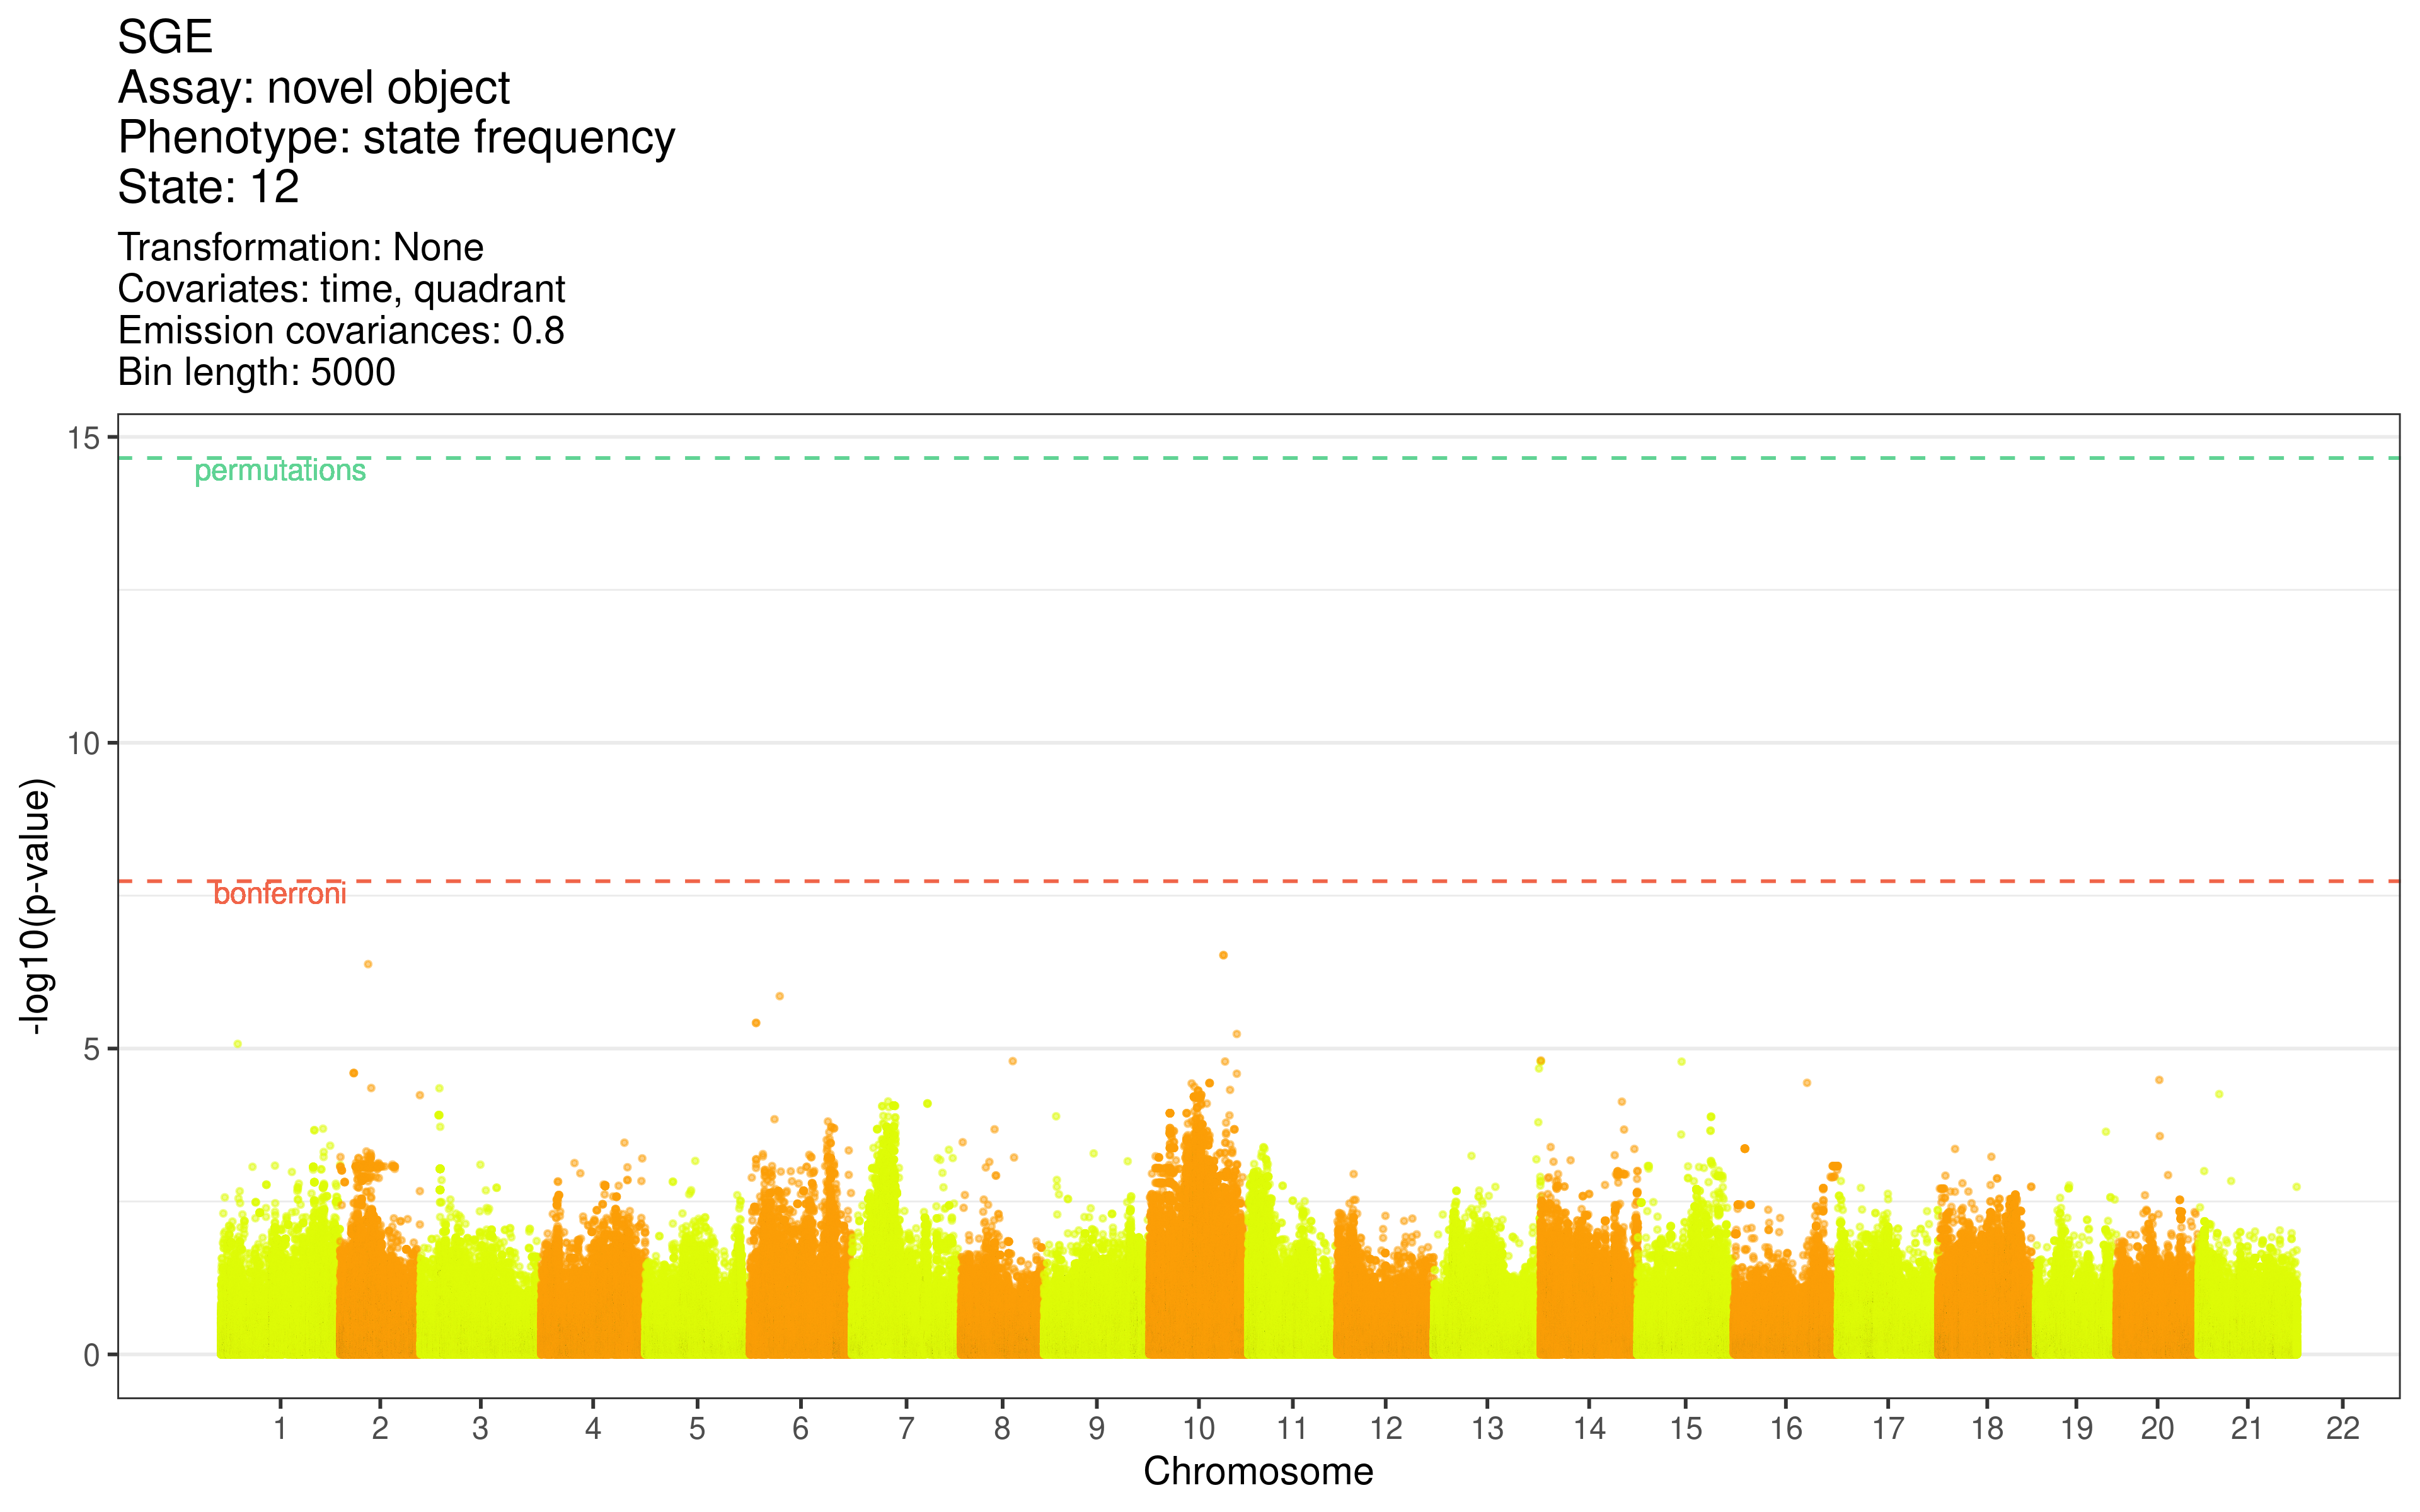 SGE
Assay: novel object
Phenotype: state frequency
State: 12
Transformation: None
Covariates: time, quadrant
Emission covariances: 0.8
Bin length: 5000
15
permutations
10
bonferroni
5
0
-log10(p-value)
1 2 3 4 5 6 7 8 9 10 11 12 13 14 15 16 17 18 19 20 21 22
Chromosome